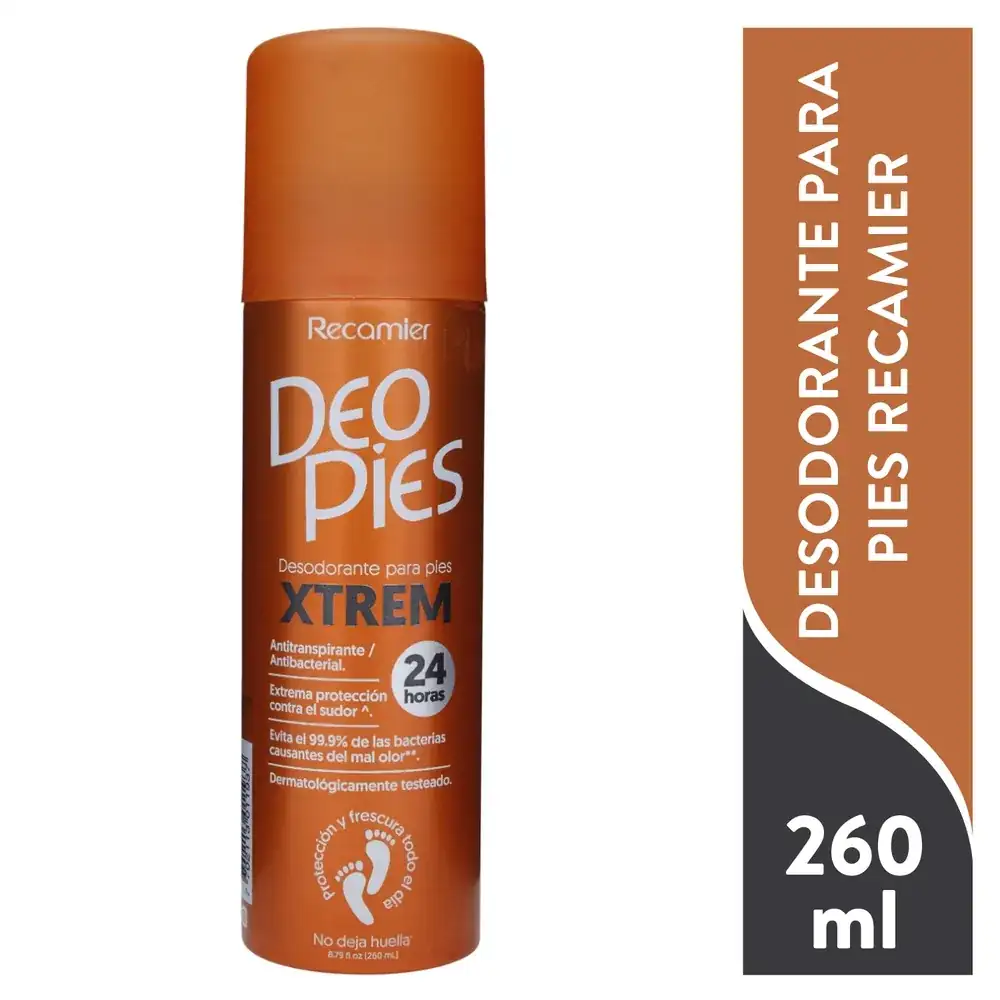 Recamier
DEO
PIES
Desodorante para pies
XTREM
Antitranspirante /
Antibacterial.
24
horas
Extrema protección
contra el sudor ^.
Evita el 99.9% de las bacterias
causantes del mal olor**.
Dermatológicamente testeado.
Protección y frescura todo el día
No deja huella
8.79 fl oz (260 mL)
DESODORANTE PARA
PIES RECAMIER
260
ml